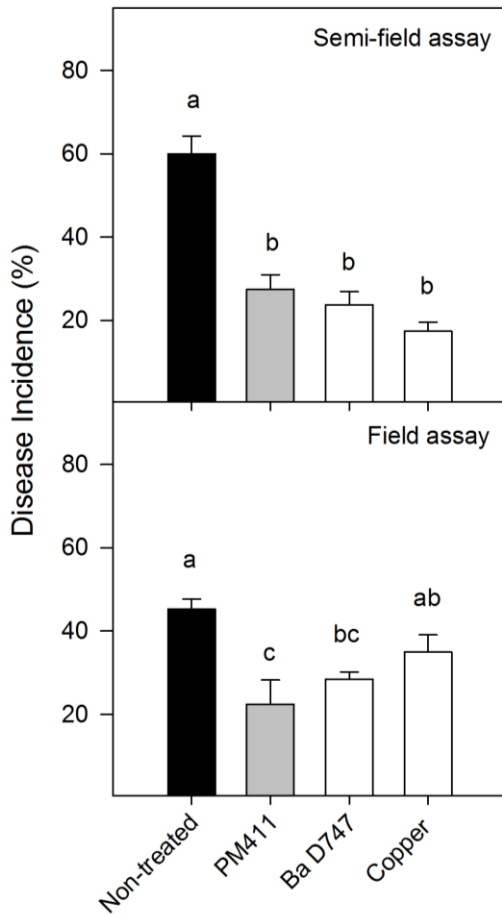 Semi-field assay
80
a
60
40
b
b
b
20
Disease Incidence (%)
Field assay
80
60
a
ab
40
bc
c
20
Non-treated
PM411
Ba D747
Copper